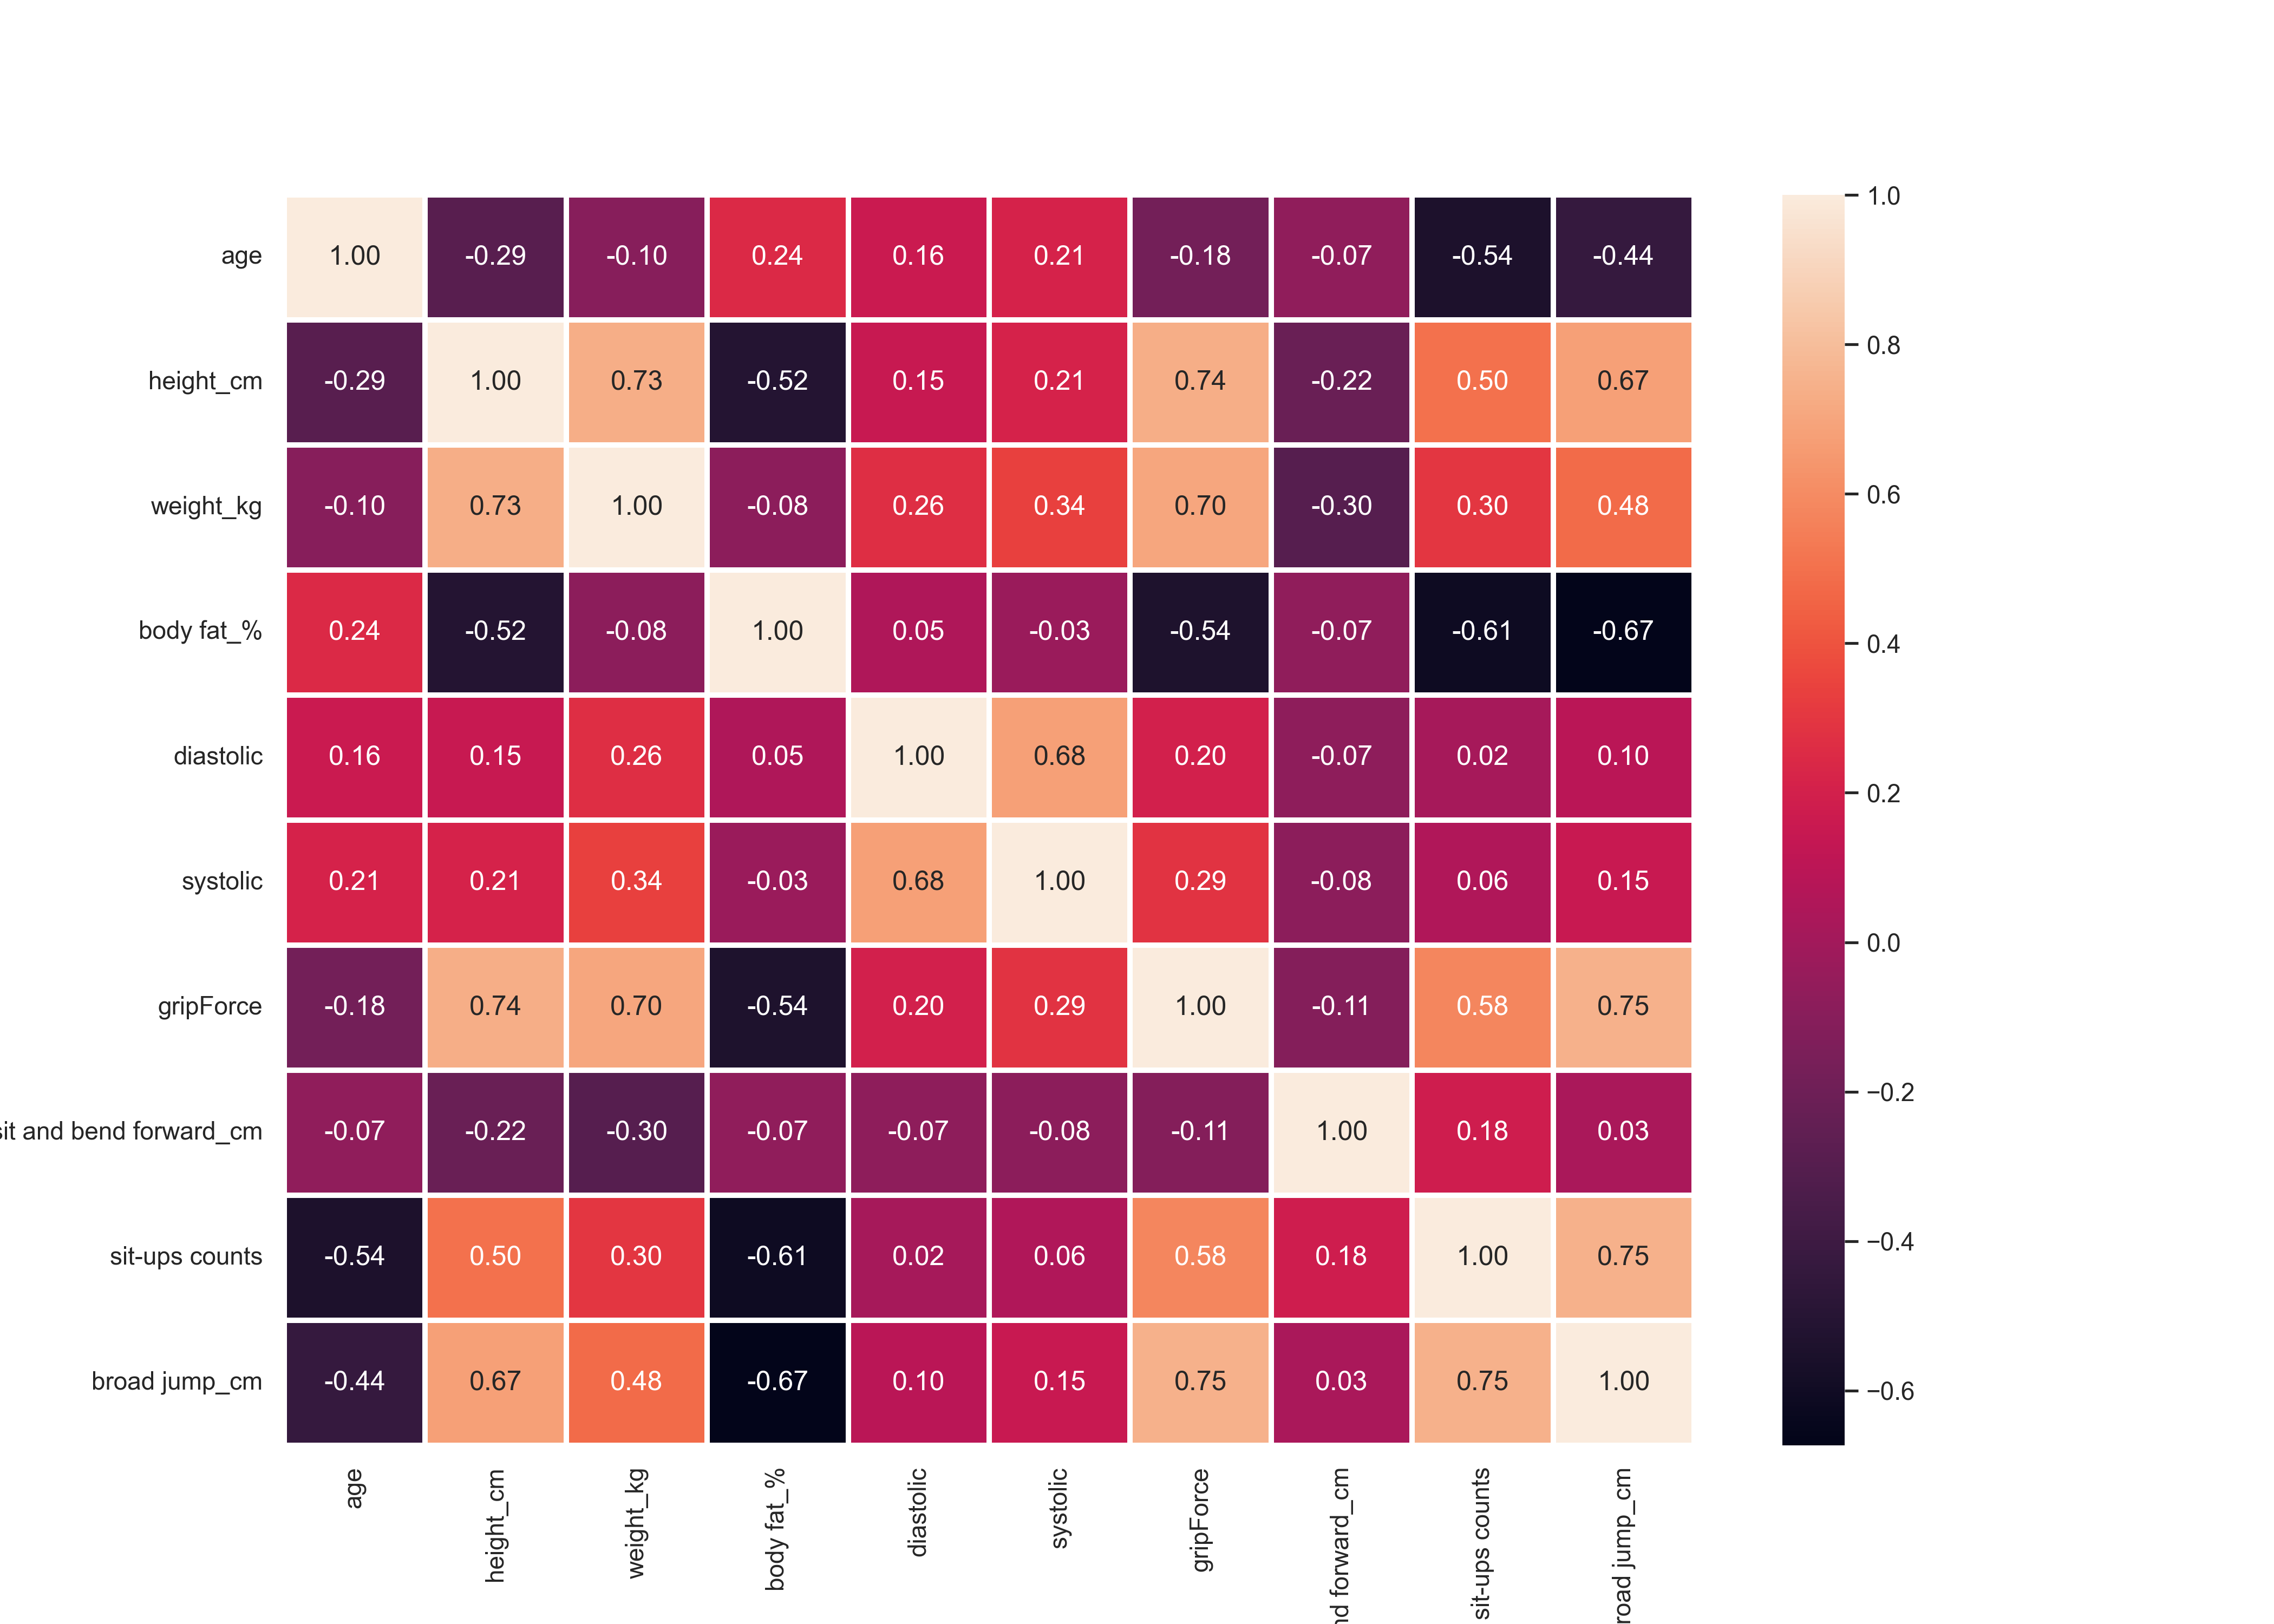 age 1.00 -0.29 -0.10 0.24 0.16 0.21 -0.18 -0.07 -0.54 -0.44
height_cm -0.29 1.00 0.73 -0.52 0.15 0.21 0.74 -0.22 0.50 0.67
weight_kg -0.10 0.73 1.00 -0.08 0.26 0.34 0.70 -0.30 0.30 0.48
body fat_% 0.24 -0.52 -0.08 1.00 0.05 -0.03 -0.54 -0.07 -0.61 -0.67
diastolic 0.16 0.15 0.26 0.05 1.00 0.68 0.20 -0.07 0.02 0.10
systolic 0.21 0.21 0.34 -0.03 0.68 1.00 0.29 -0.08 0.06 0.15
gripForce -0.18 0.74 0.70 -0.54 0.20 0.29 1.00 -0.11 0.58 0.75
sit and bend forward_cm -0.07 -0.22 -0.30 -0.07 -0.07 -0.08 -0.11 1.00 0.18 0.03
sit-ups counts -0.54 0.50 0.30 -0.61 0.02 0.06 0.58 0.18 1.00 0.75
broad jump_cm -0.44 0.67 0.48 -0.67 0.10 0.15 0.75 0.03 0.75 1.00
age
height_cm
weight_kg
body fat_%
diastolic
systolic
gripForce
nd forward_cm
sit-ups counts
road jump_cm
1.0
0.8
0.6
0.4
0.2
0.0
−0.2
−0.4
−0.6